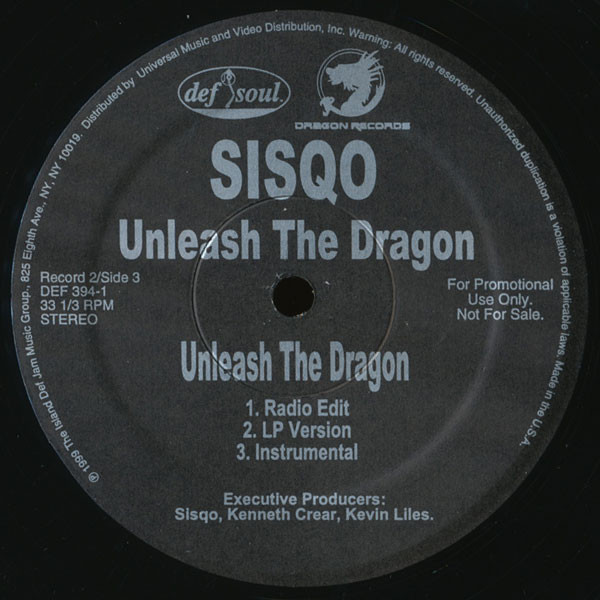 def soul.
DRAGON RECORDS
SISQO
Unleash The Dragon
Record 2/Side 3
DEF 394-1
33 1/3 RPM
STEREO
For Promotional
Use Only.
Not For Sale.
Unleash The Dragon
1. Radio Edit
2. LP Version
3. Instrumental
Executive Producers:
Sisqo, Kenneth Crear, Kevin Liles.
℗ 1999 The Island Def Jam Music Group., 825 Eighth Ave., NY, NY 10019. Distributed by Universal Music and Video Distribution, Inc. Warning: All rights reserved. Unauthorized duplication is a violation of applicable laws. Made in the U.S.A.